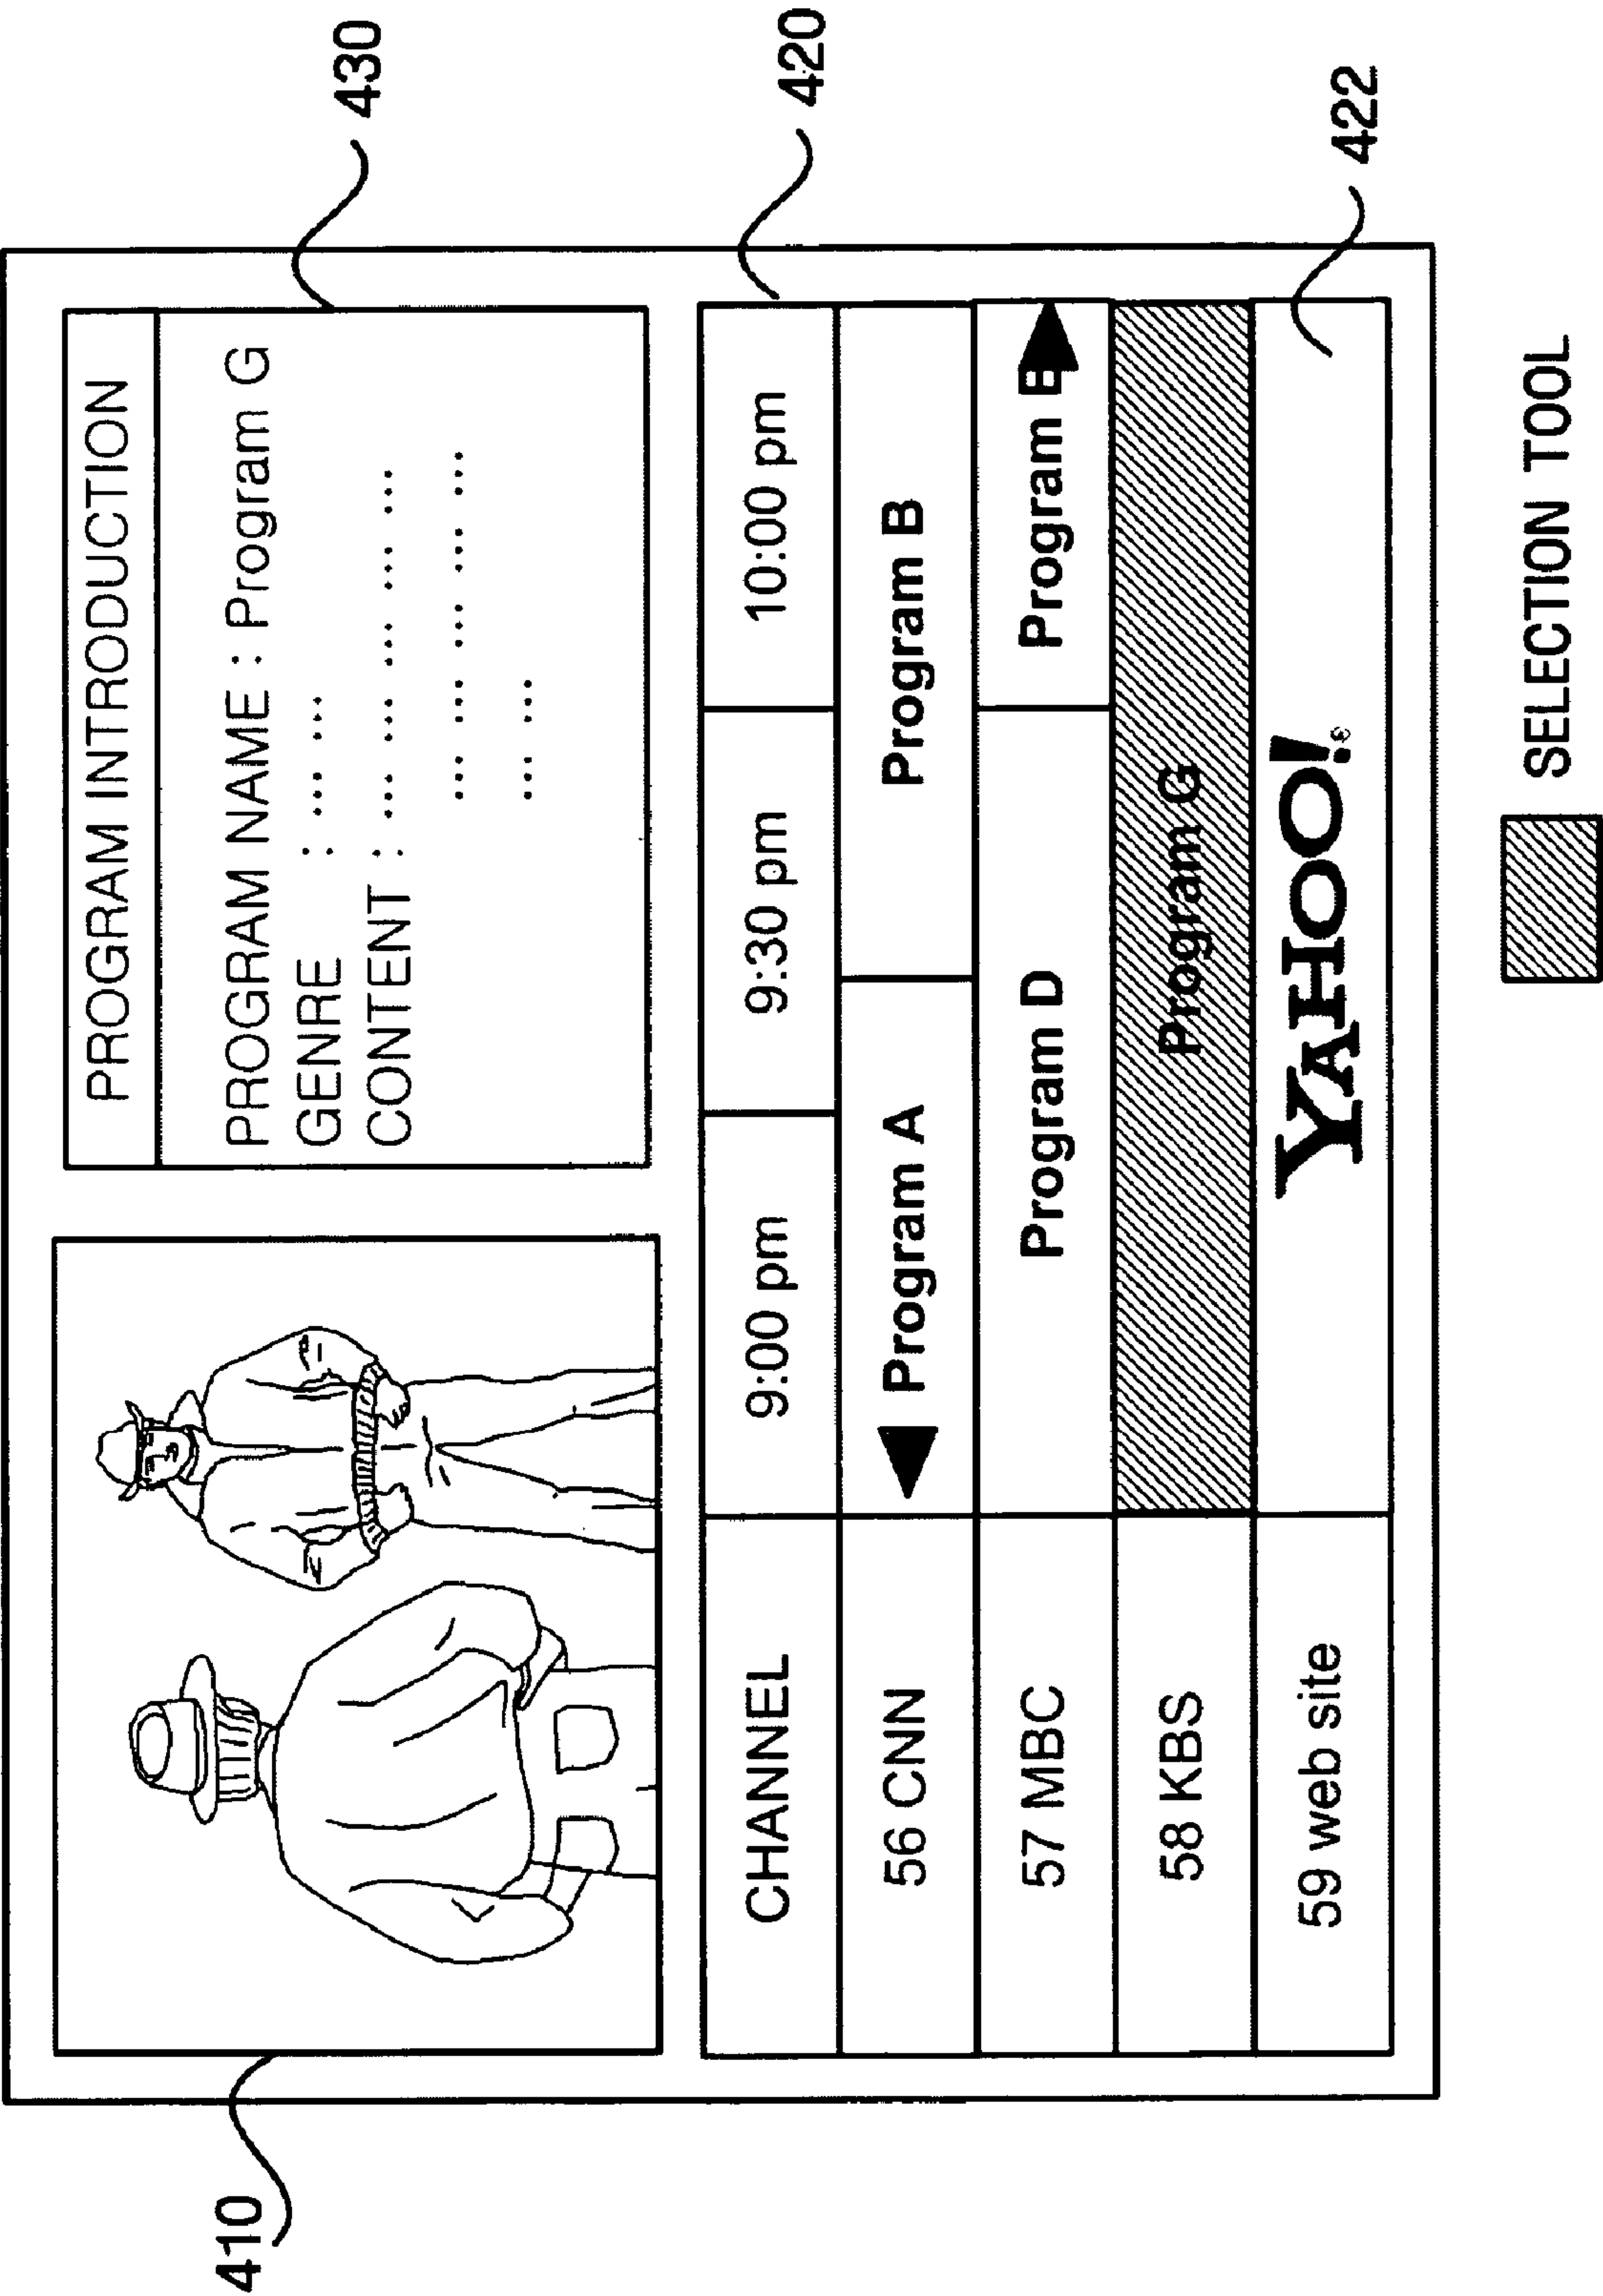 410
430
PROGRAM INTRODUCTION
PROGRAM NAME : Program G
GENRE : ... ...
CONTENT : ... ... ... ... ...
... ... ... ... ...
... ...
420
CHANNEL 9:00 pm 9:30 pm 10:00 pm
56 CNN ◀ Program A Program B
57 MBC Program D Program E ▶
58 KBS Program G
59 web site YAHOO!®
422
SELECTION TOOL